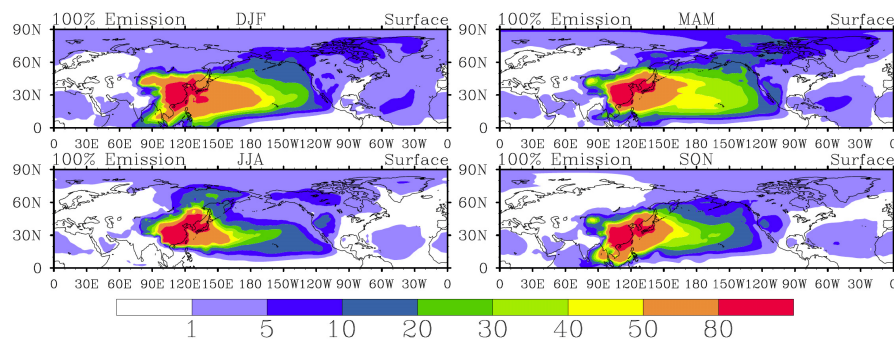 100% Emission DJF Surface
100% Emission MAM Surface
90N
60N
30N
0
0 30E 60E 90E 120E 150E 180 150W 120W 90W 60W 30W 0
90N
60N
30N
0
0 30E 60E 90E 120E 150E 180 150W 120W 90W 60W 30W 0
100% Emission JJA Surface
100% Emission SON Surface
90N
60N
30N
0
0 30E 60E 90E 120E 150E 180 150W 120W 90W 60W 30W 0
90N
60N
30N
0
0 30E 60E 90E 120E 150E 180 150W 120W 90W 60W 30W 0
1 5 10 20 30 40 50 80